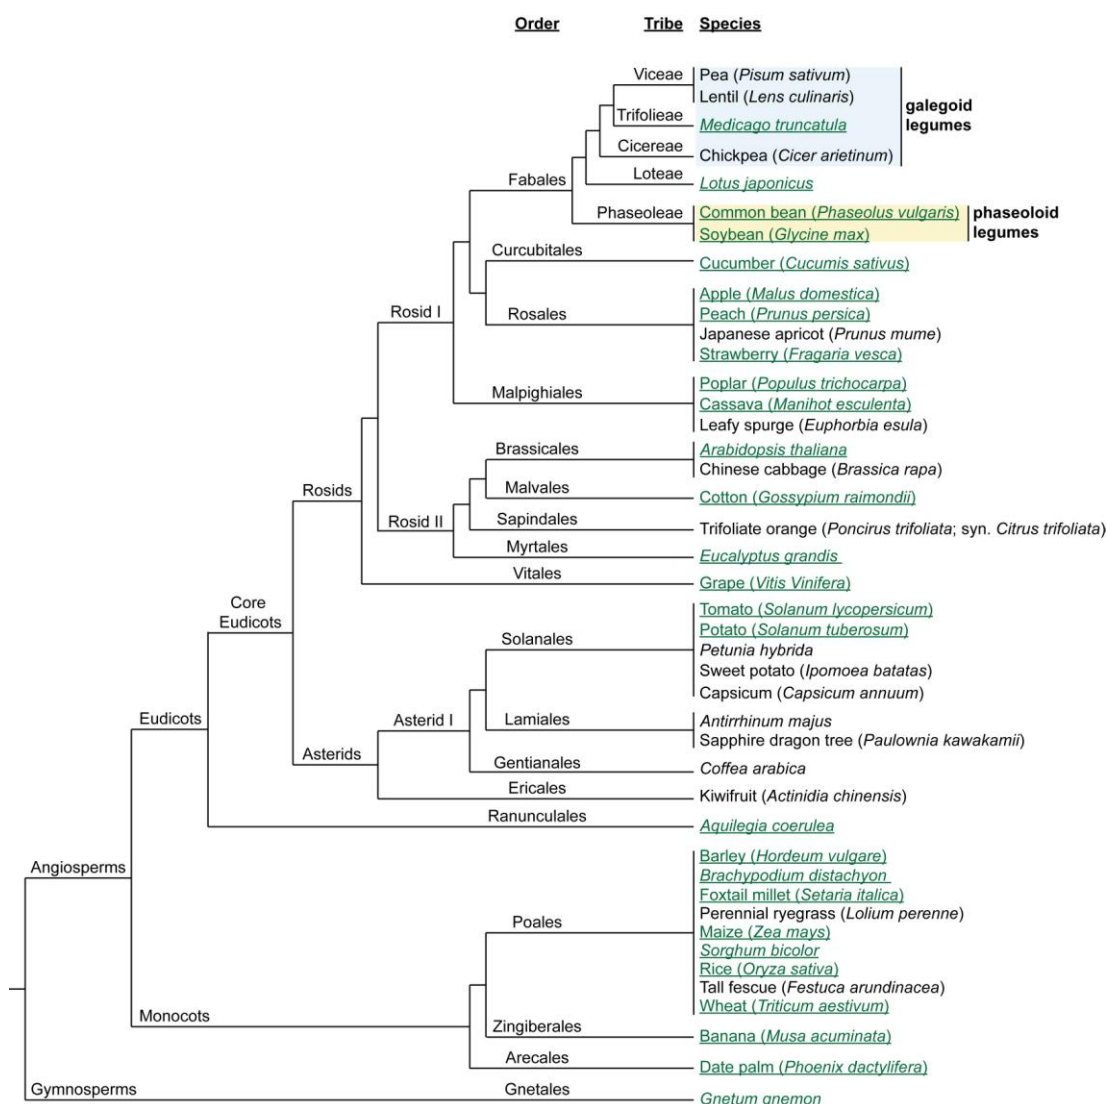 Order Tribe Species
Viceae
Pea (Pisum sativum)
Lentil (Lens culinaris)
galegoid
legumes
Trifolieae
Medicago truncatula
Cicereae
Chickpea (Cicer arietinum)
Loteae
Lotus japonicus
Fabales
Phaseoleae
Common bean (Phaseolus vulgaris)
Soybean (Glycine max)
phaseoloid
legumes
Curcubitales
Cucumber (Cucumis sativus)
Rosid I
Rosales
Apple (Malus domestica)
Peach (Prunus persica)
Japanese apricot (Prunus mume)
Strawberry (Fragaria vesca)
Malpighiales
Poplar (Populus trichocarpa)
Cassava (Manihot esculenta)
Leafy spurge (Euphorbia esula)
Brassicales
Arabidopsis thaliana
Chinese cabbage (Brassica rapa)
Rosids
Malvales
Cotton (Gossypium raimondii)
Rosid II
Sapindales
Trifoliate orange (Poncirus trifoliata; syn. Citrus trifoliata)
Myrtales
Eucalyptus grandis
Vitales
Grape (Vitis Vinifera)
Core
Eudicots
Solanales
Tomato (Solanum lycopersicum)
Potato (Solanum tuberosum)
Petunia hybrida
Sweet potato (Ipomoea batatas)
Capsicum (Capsicum annuum)
Eudicots
Asterid I
Lamiales
Antirrhinum majus
Sapphire dragon tree (Paulownia kawakamii)
Asterids
Gentianales
Coffea arabica
Ericales
Kiwifruit (Actinidia chinensis)
Ranunculales
Aquilegia coerulea
Angiosperms
Poales
Barley (Hordeum vulgare)
Brachypodium distachyon
Foxtail millet (Setaria italica)
Perennial ryegrass (Lolium perenne)
Maize (Zea mays)
Sorghum bicolor
Rice (Oryza sativa)
Tall fescue (Festuca arundinacea)
Wheat (Triticum aestivum)
Monocots
Zingiberales
Banana (Musa acuminata)
Arecales
Date palm (Phoenix dactylifera)
Gymnosperms
Gnetales
Gnetum gnemon